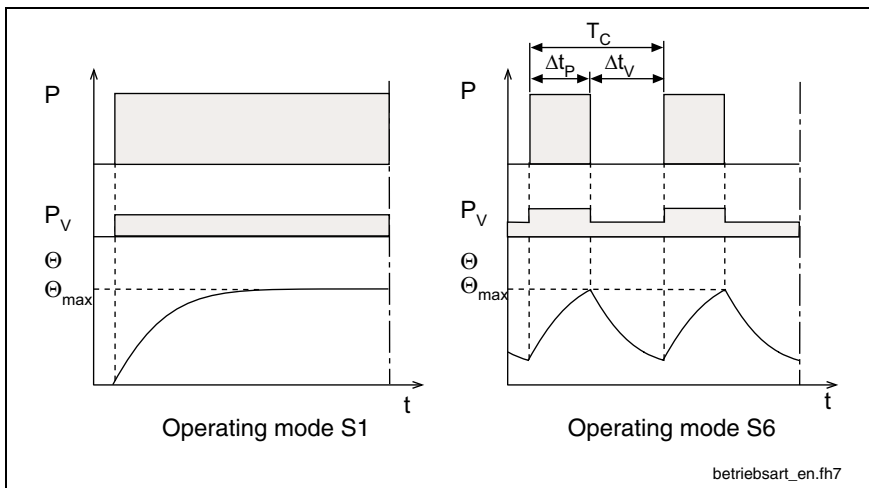 T_C
Δt_P Δt_V
P
P_V
Θ
Θ_max
t
Operating mode S1
P
P_V
Θ
Θ_max
t
Operating mode S6
betriebsart_en.fh7